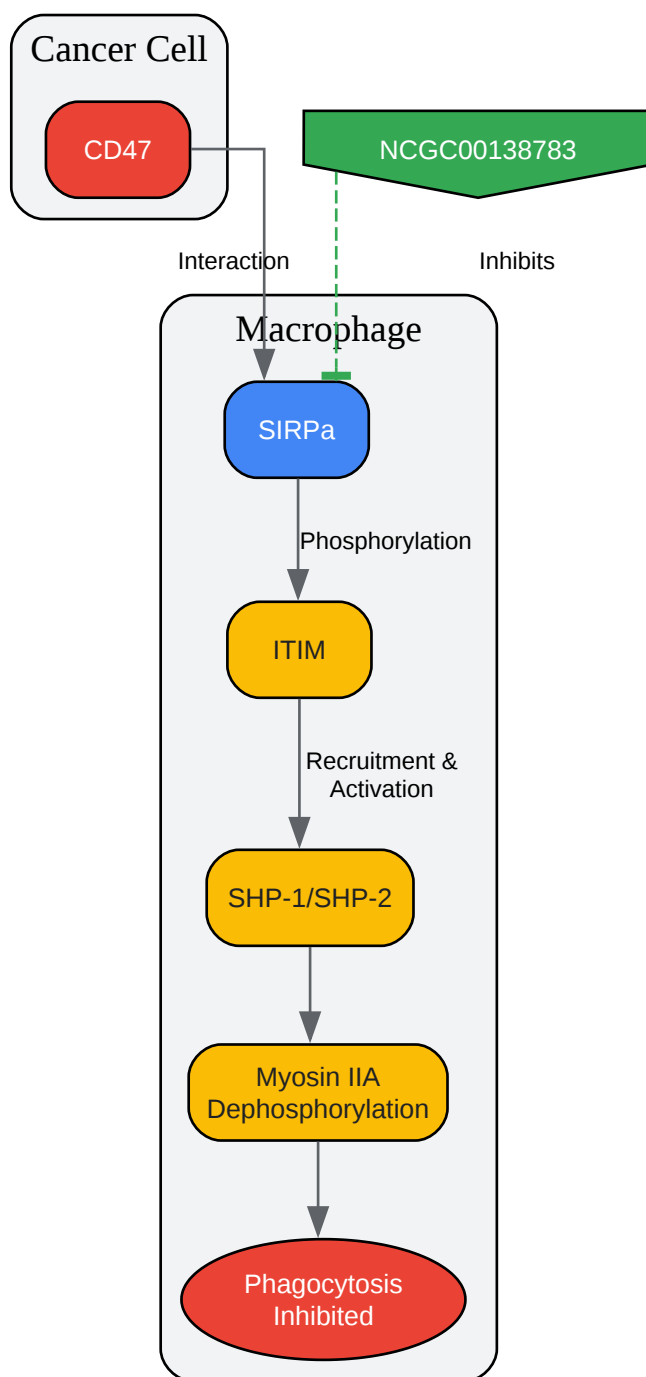 Cancer Cell
CD47
NCGC00138783
Interaction
Inhibits
Macrophage
SIRPa
Phosphorylation
ITIM
Recruitment &
Activation
SHP-1/SHP-2
Myosin IIA
Dephosphorylation
Phagocytosis
Inhibited